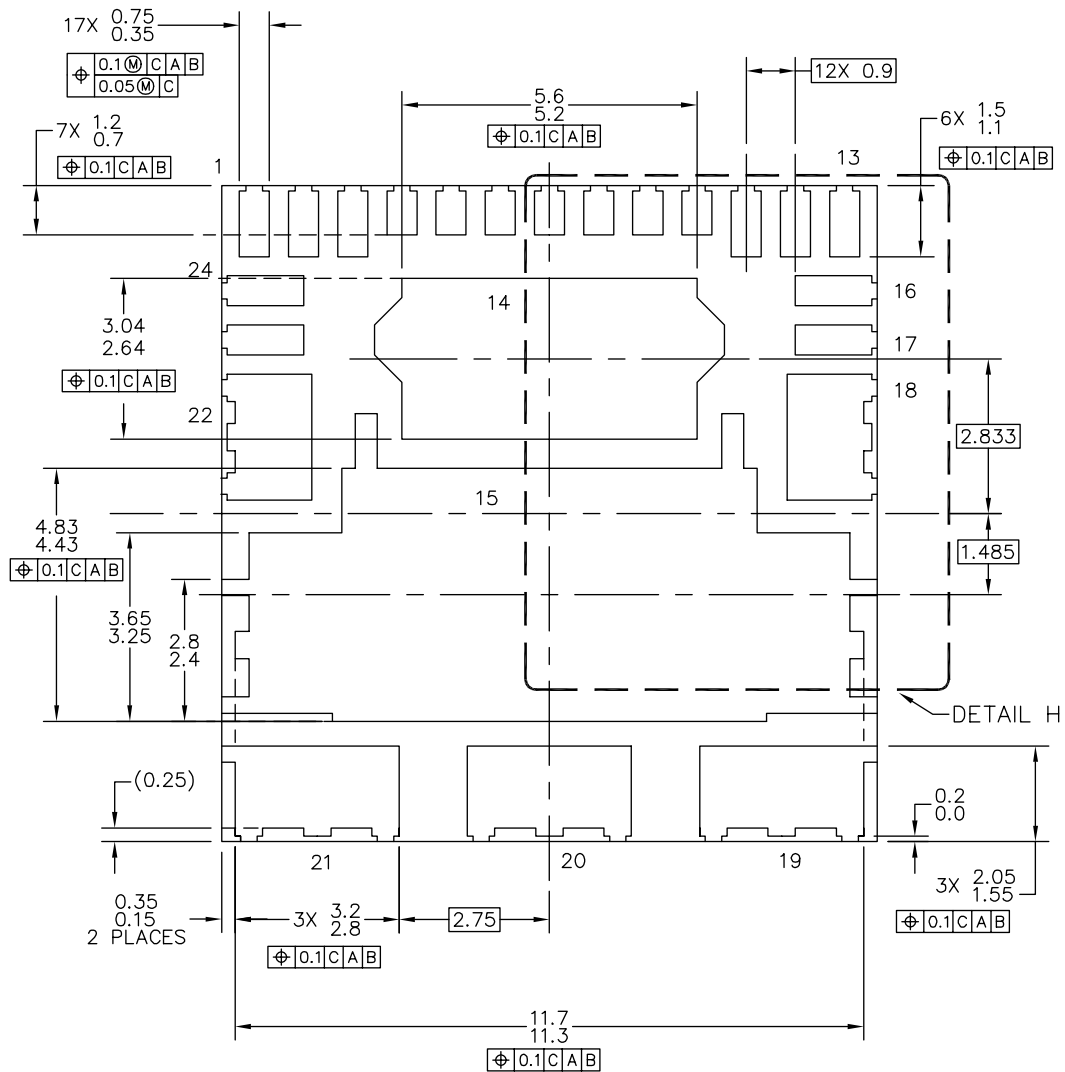 17X 0.75
0.35
⌖ 0.1Ⓜ C A B
0.05Ⓜ C
7X 1.2
0.7
⌖ 0.1 C A B
1
5.6
5.2
⌖ 0.1 C A B
12X 0.9
13
6X 1.5
1.1
⌖ 0.1 C A B
24
14
16
3.04
2.64
⌖ 0.1 C A B
17
18
22
2.833
15
4.83
4.43
⌖ 0.1 C A B
1.485
3.65
3.25
2.8
2.4
DETAIL H
(0.25)
0.2
0.0
21
20
19
3X 2.05
1.55
⌖ 0.1 C A B
0.35
0.15
2 PLACES
3X 3.2
2.8
⌖ 0.1 C A B
2.75
11.7
11.3
⌖ 0.1 C A B